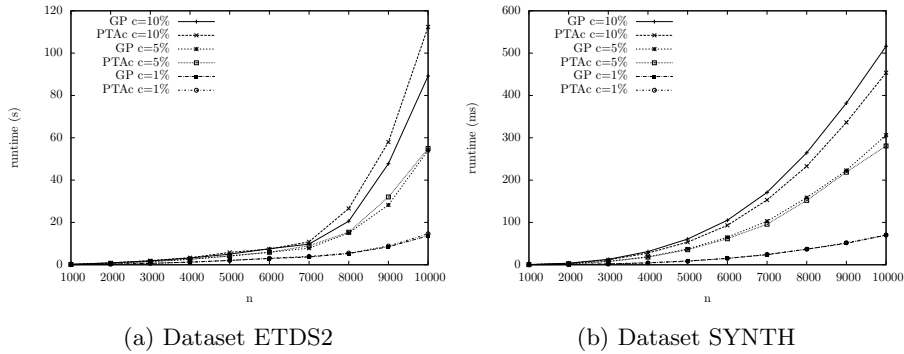 120
100
80
60
40
20
0
runtime (s)
GP c=10%
PTAc c=10%
GP c=5%
PTAc c=5%
GP c=1%
PTAc c=1%
1000 2000 3000 4000 5000 6000 7000 8000 9000 10000
n
(a) Dataset ETDS2
600
500
400
300
200
100
0
runtime (ms)
GP c=10%
PTAc c=10%
GP c=5%
PTAc c=5%
GP c=1%
PTAc c=1%
1000 2000 3000 4000 5000 6000 7000 8000 9000 10000
n
(b) Dataset SYNTH